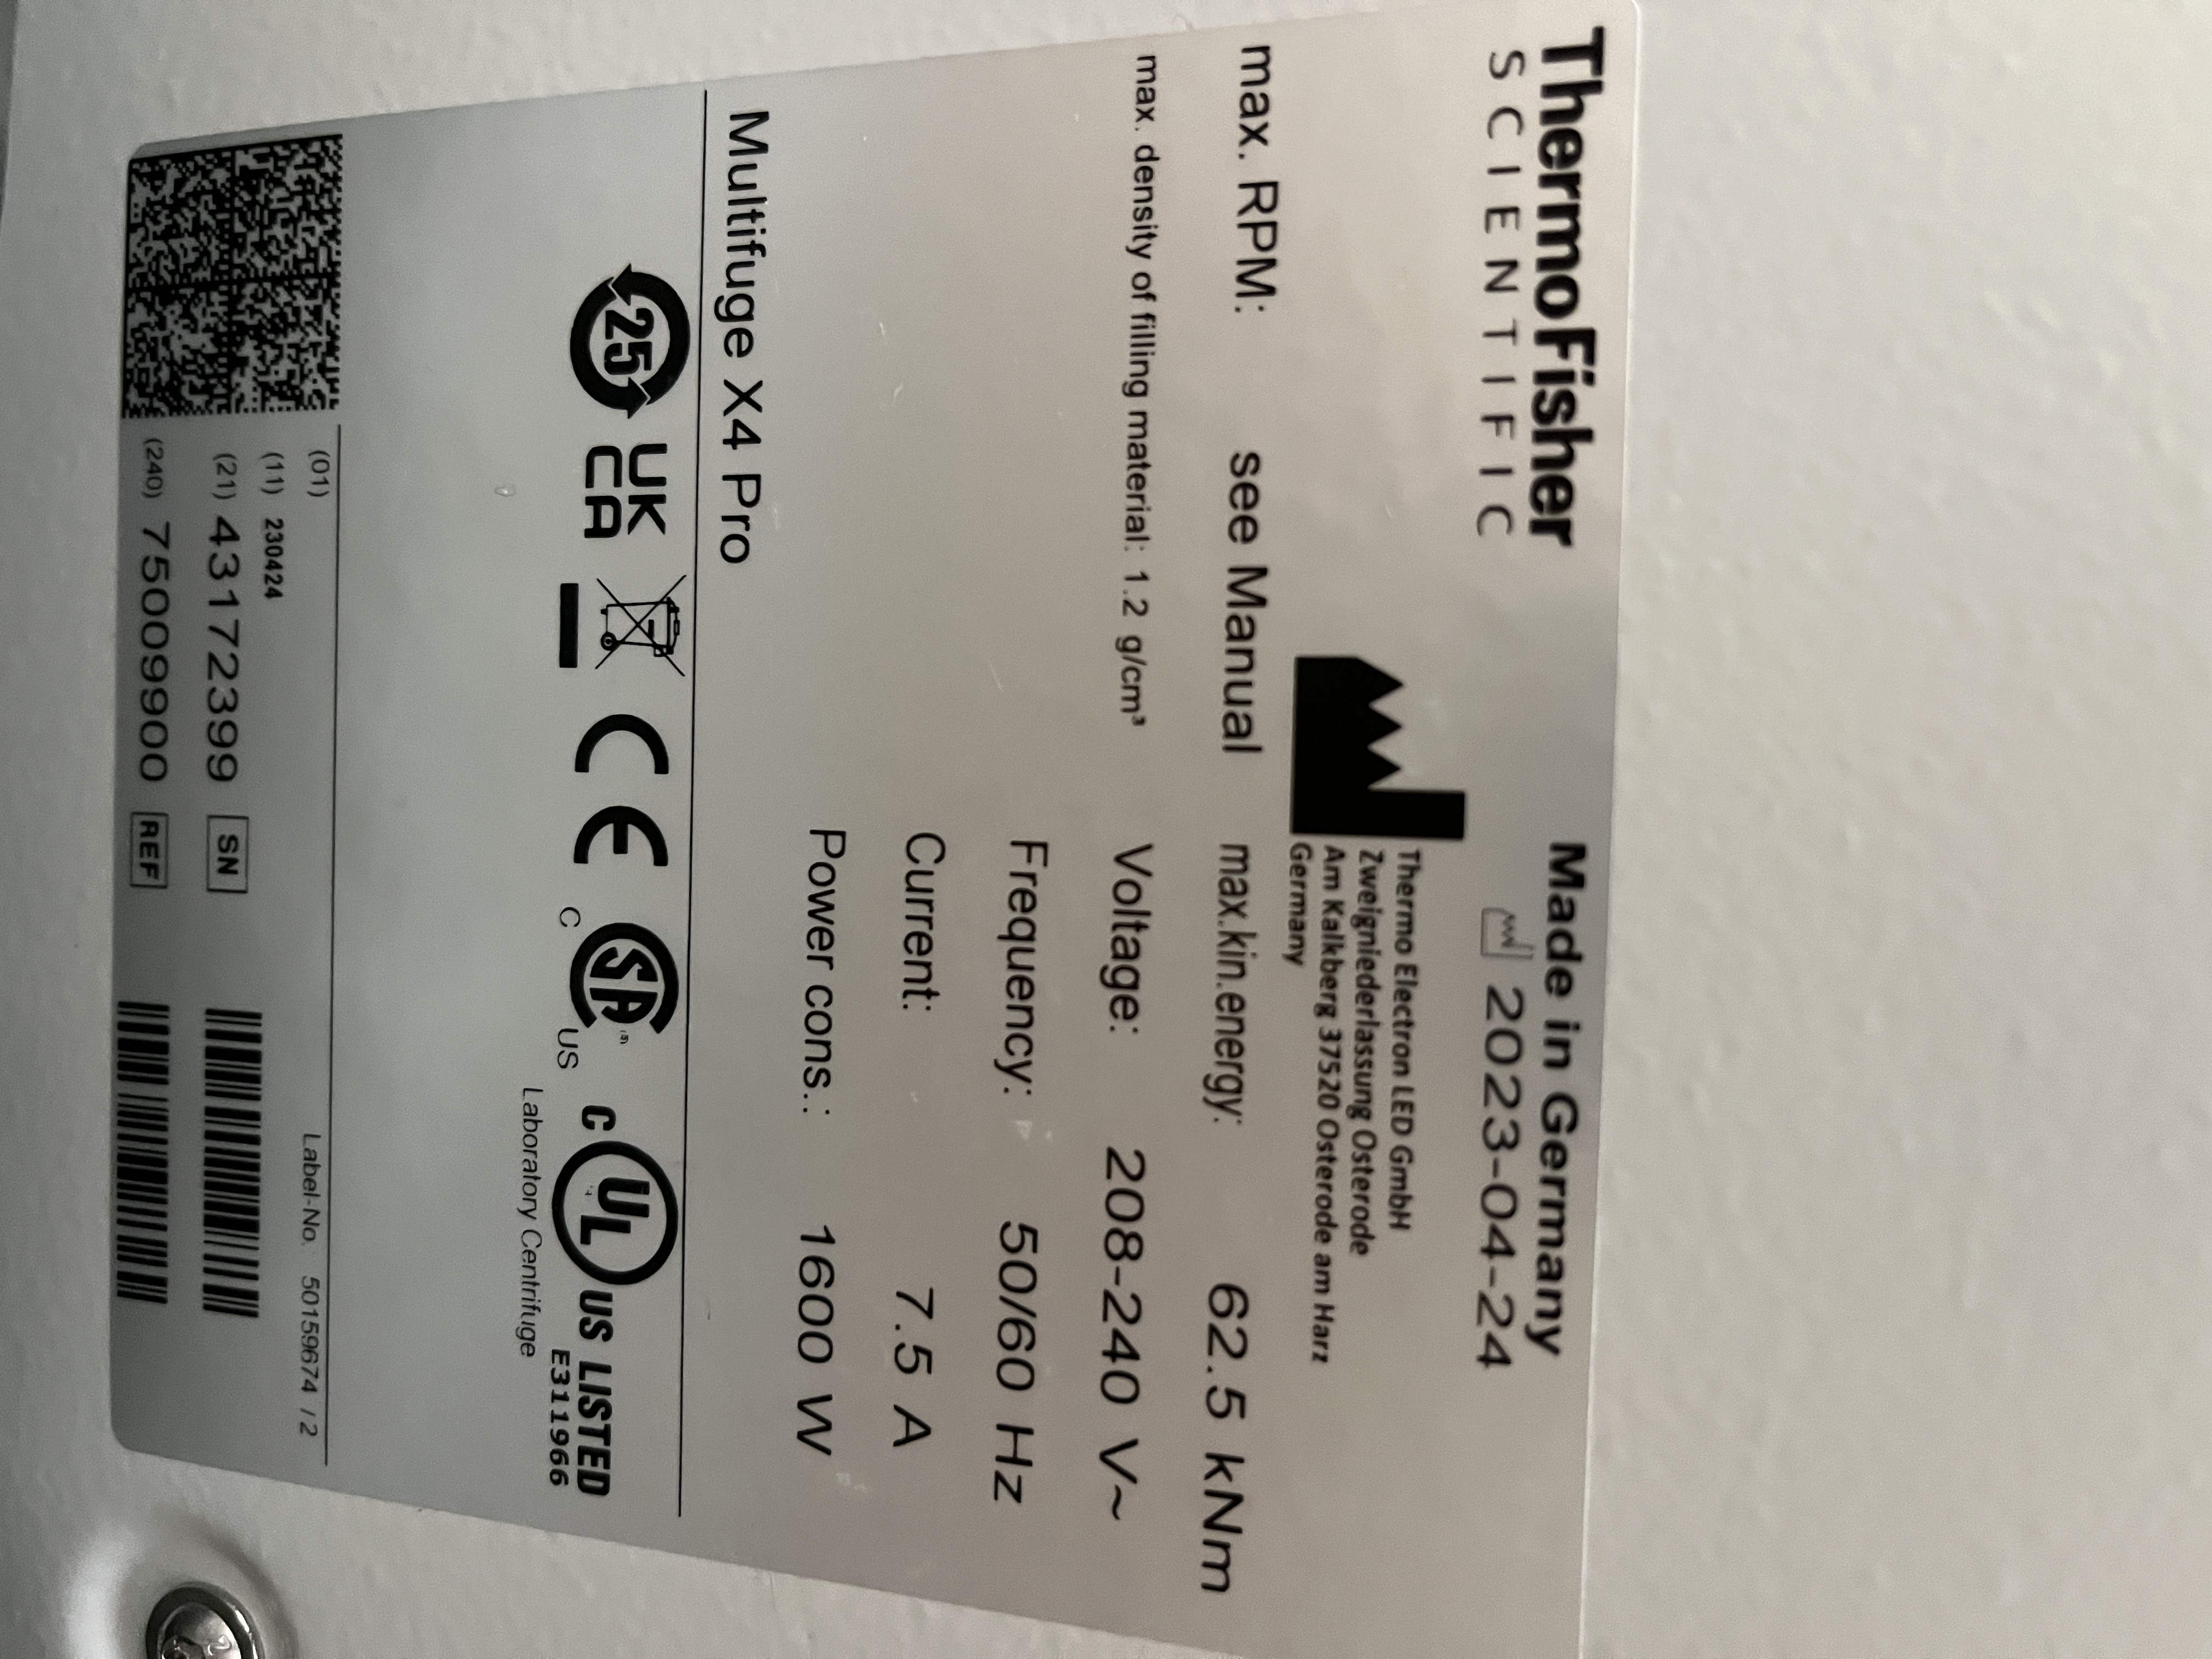 ThermoFisher
SCIENTIFIC
Made in Germany
2023-04-24
Thermo Electron LED GmbH
Zweigniederlassung Osterode
Am Kalkberg 37520 Osterode am Harz
Germany
max. RPM: see Manual
max.kin.energy: 62.5 kNm
max. density of filling material: 1.2 g/cm³
Voltage: 208-240 V~
Frequency: 50/60 Hz
Current: 7.5 A
Power cons.: 1600 W
Multifuge X4 Pro
25
UK
CA
CE
C SA US
C UL US LISTED
E311966
Laboratory Centrifuge
Label-No. 50159674 / 2
(01)
(11) 230424
(21) 43172399 SN
(240) 75009900 REF